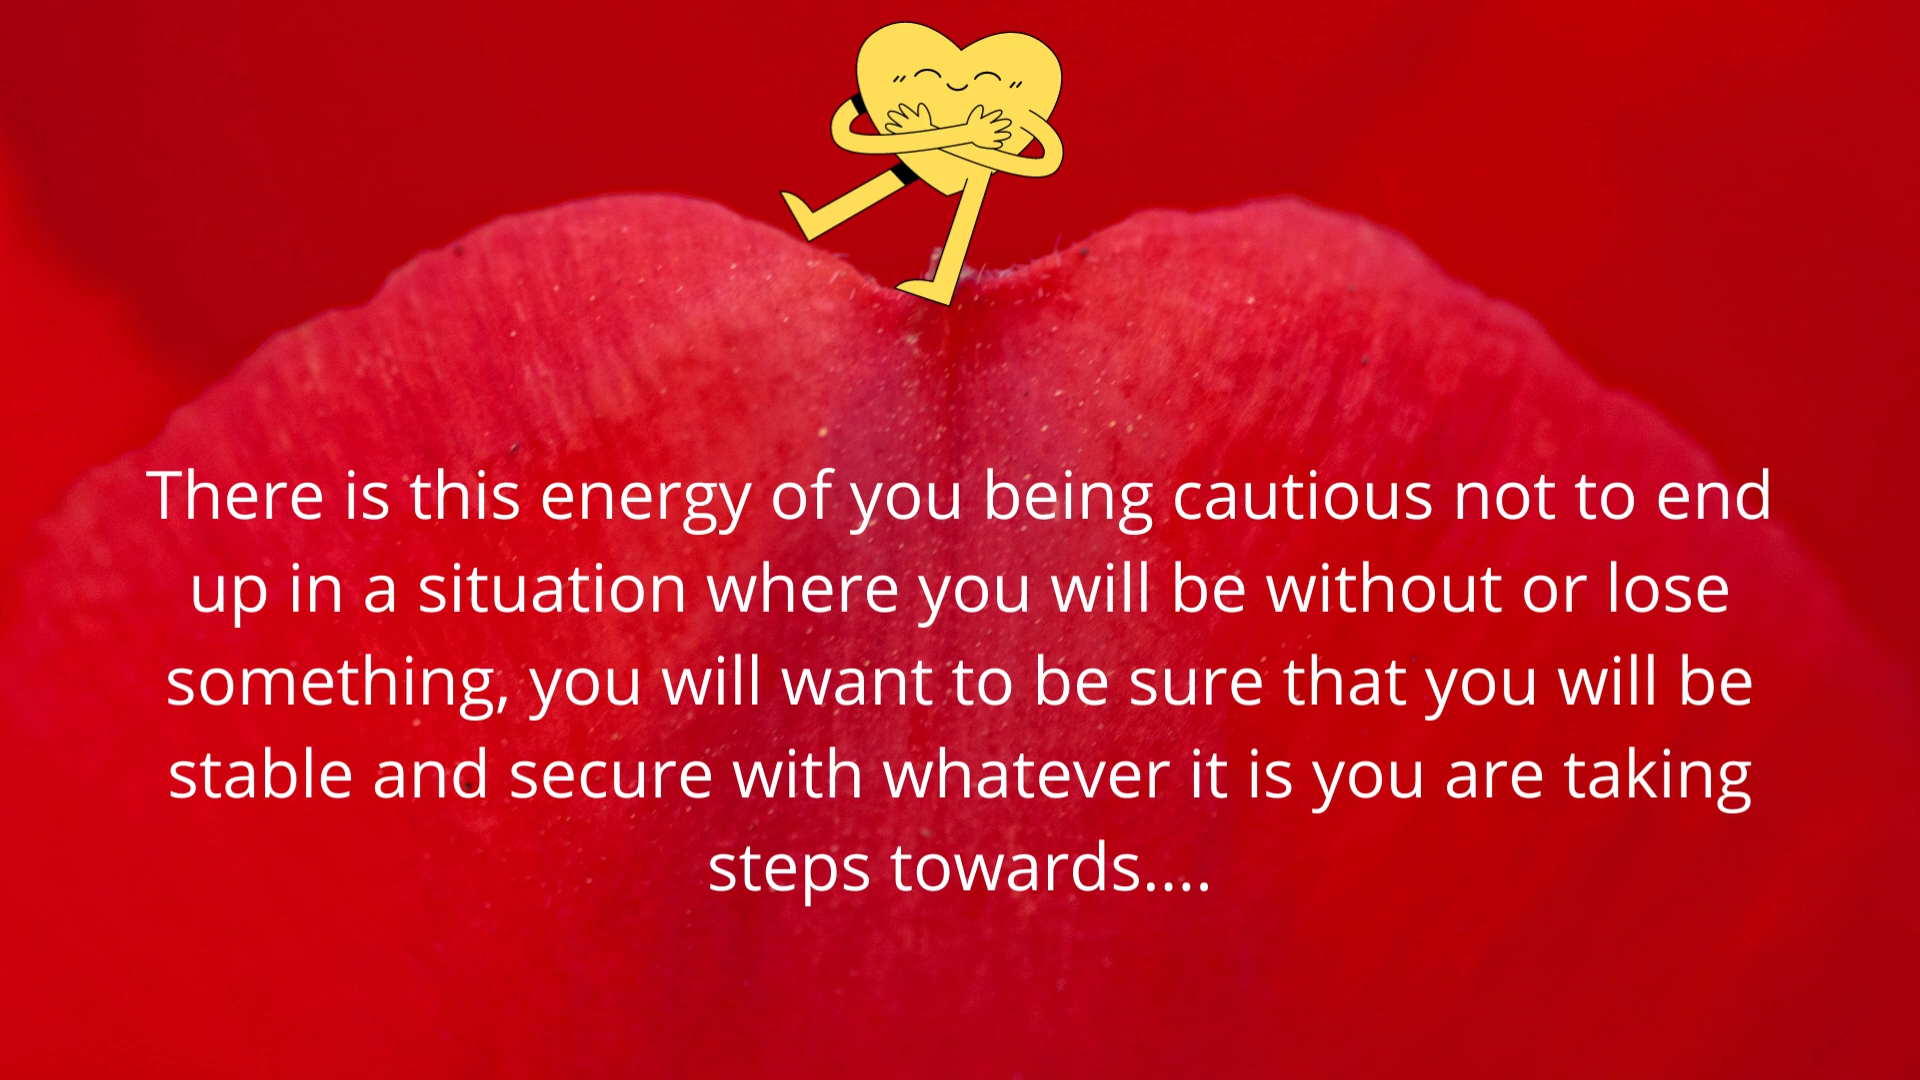 There is this energy of you being cautious not to end
up in a situation where you will be without or lose
something, you will want to be sure that you will be
stable and secure with whatever it is you are taking
steps towards....